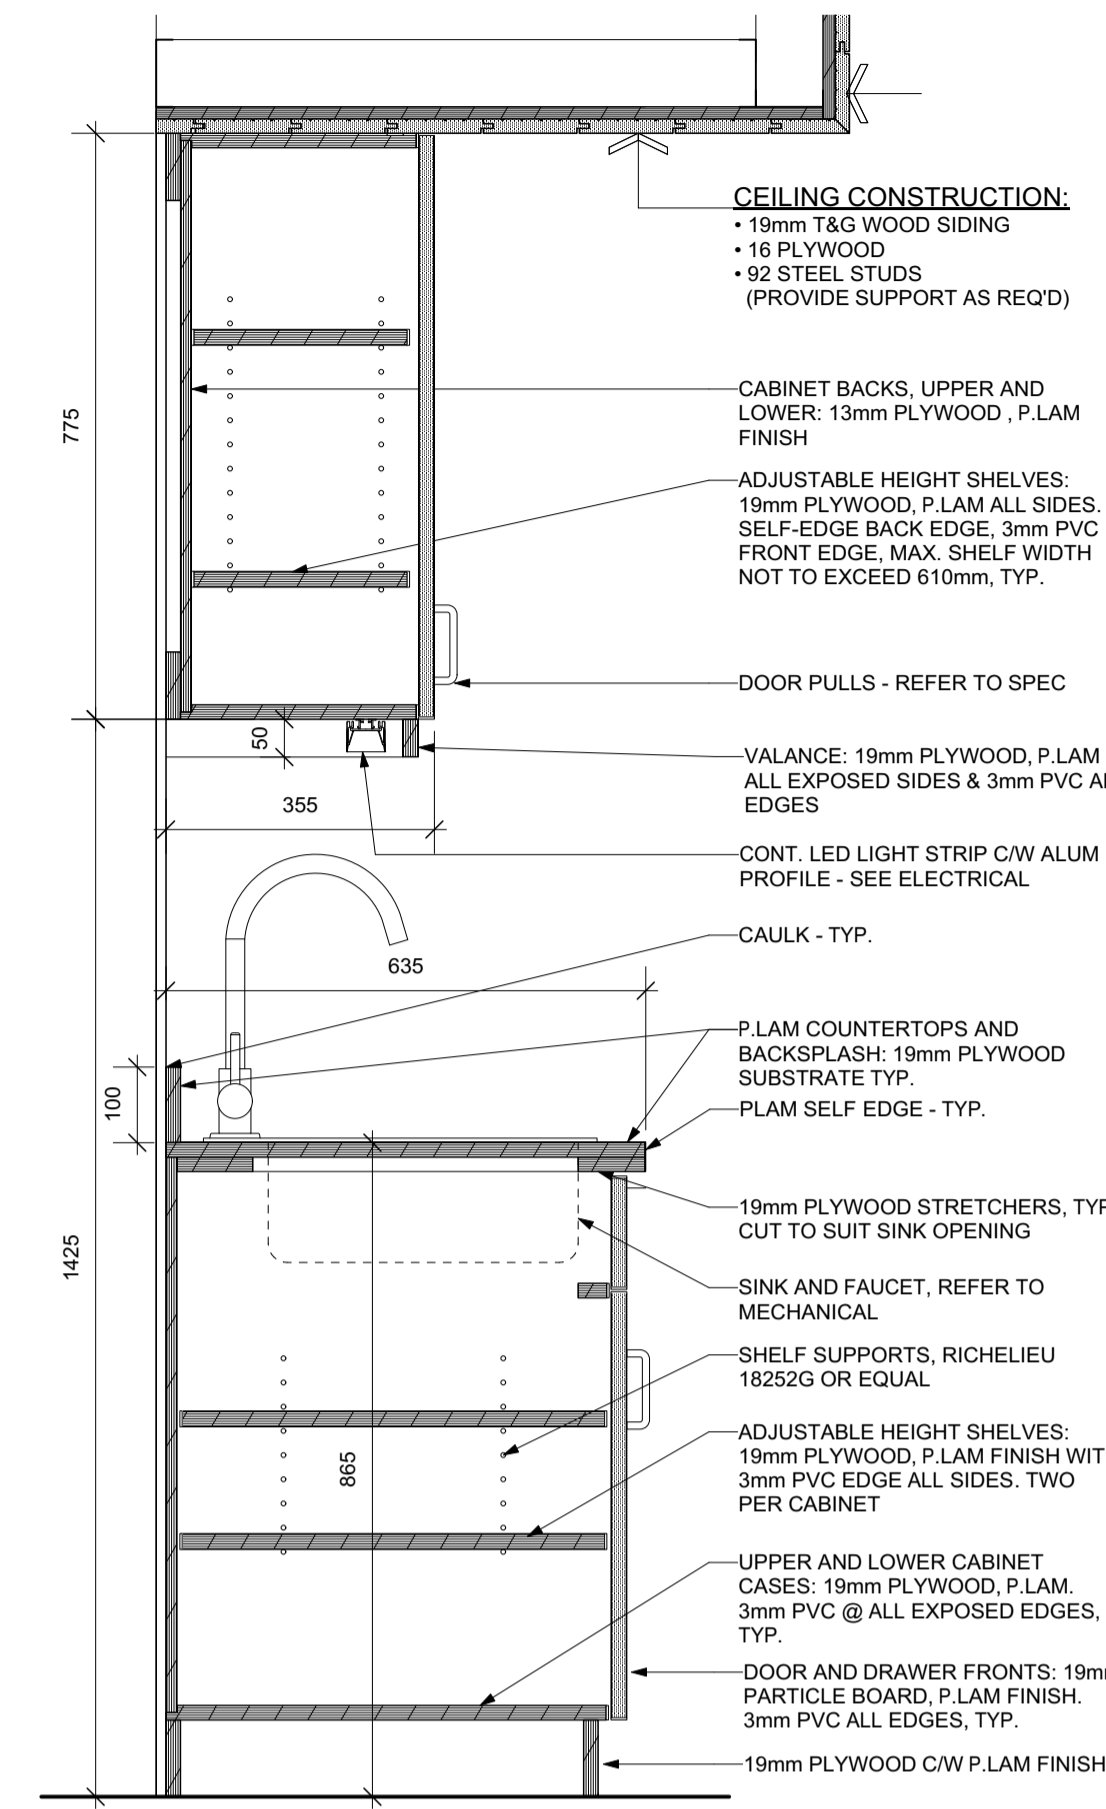 CEILING CONSTRUCTION:
• 19mm T&G WOOD SIDING
• 16 PLYWOOD
• 92 STEEL STUDS
(PROVIDE SUPPORT AS REQ'D)
775
CABINET BACKS, UPPER AND
LOWER: 13mm PLYWOOD , P.LAM
FINISH
ADJUSTABLE HEIGHT SHELVES:
19mm PLYWOOD, P.LAM ALL SIDES.
SELF-EDGE BACK EDGE, 3mm PVC
FRONT EDGE, MAX. SHELF WIDTH
NOT TO EXCEED 610mm, TYP.
DOOR PULLS - REFER TO SPEC
50
VALANCE: 19mm PLYWOOD, P.LAM
ALL EXPOSED SIDES & 3mm PVC
EDGES
355
CONT. LED LIGHT STRIP C/W ALUM
PROFILE - SEE ELECTRICAL
CAULK - TYP.
635
P.LAM COUNTERTOPS AND
BACKSPLASH: 19mm PLYWOOD
SUBSTRATE TYP.
100
PLAM SELF EDGE - TYP.
19mm PLYWOOD STRETCHERS, TYP
CUT TO SUIT SINK OPENING
1425
SINK AND FAUCET, REFER TO
MECHANICAL
SHELF SUPPORTS, RICHELIEU
18252G OR EQUAL
865
ADJUSTABLE HEIGHT SHELVES:
19mm PLYWOOD, P.LAM FINISH WIT
3mm PVC EDGE ALL SIDES. TWO
PER CABINET
UPPER AND LOWER CABINET
CASES: 19mm PLYWOOD, P.LAM.
3mm PVC @ ALL EXPOSED EDGES,
TYP.
DOOR AND DRAWER FRONTS: 19m
PARTICLE BOARD, P.LAM FINISH.
3mm PVC ALL EDGES, TYP.
19mm PLYWOOD C/W P.LAM FINISH